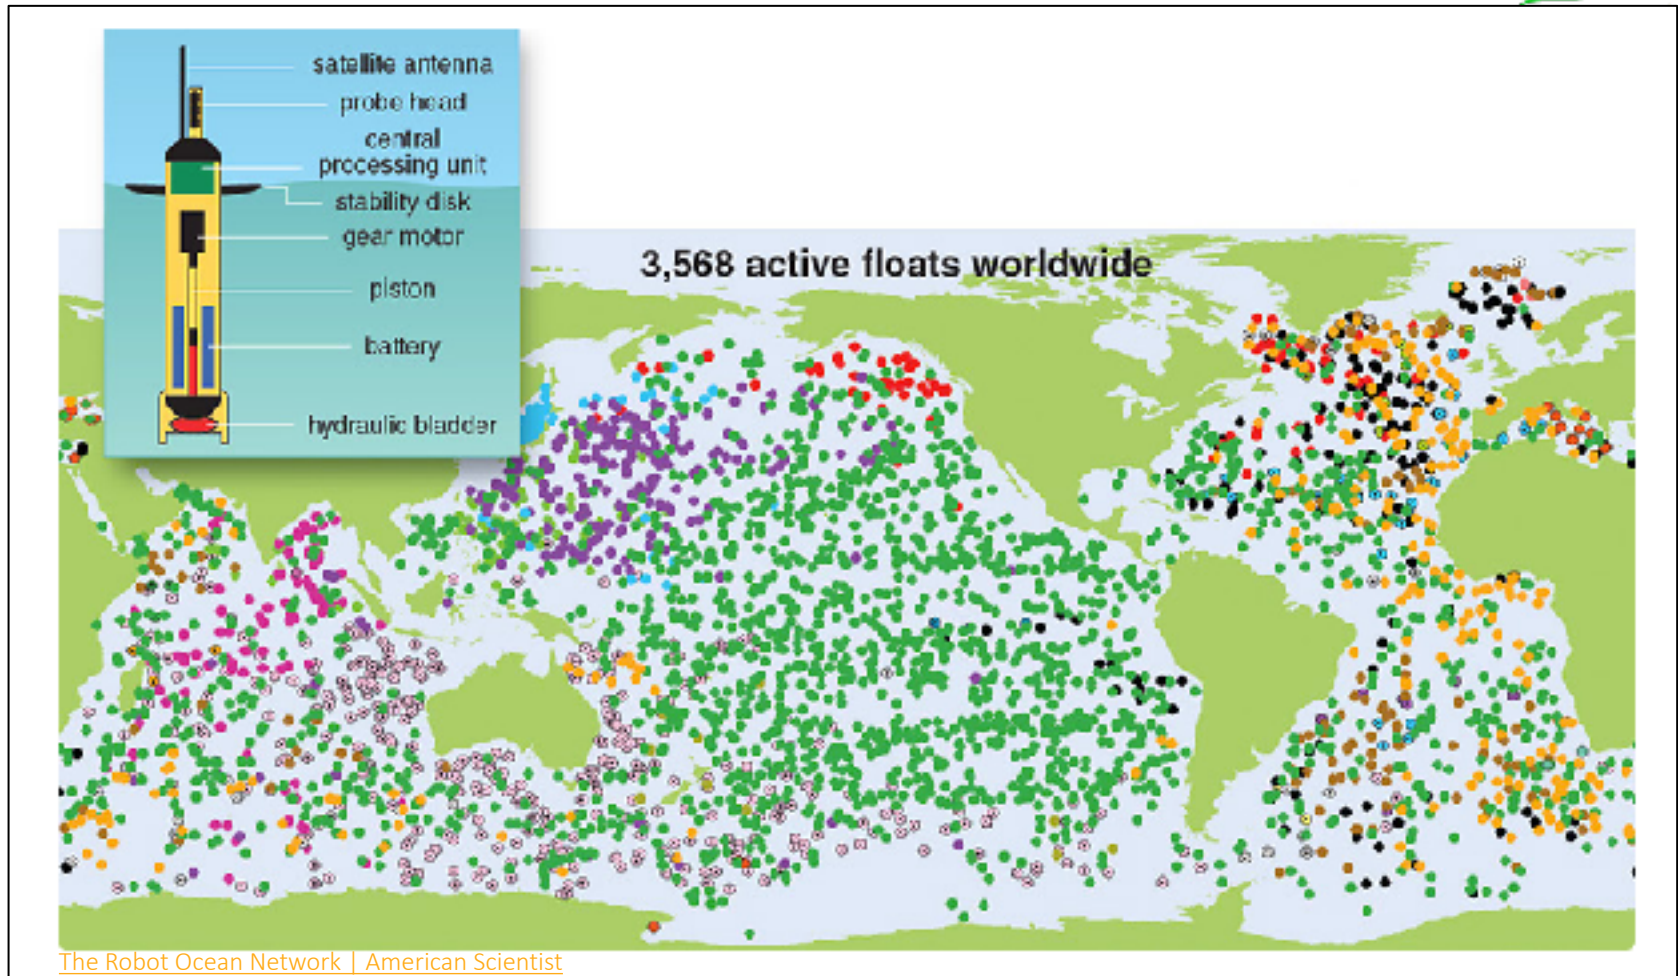 satellite antenna
probe head
central
processing unit
stability disk
gear motor
piston
battery
hydraulic bladder
3,568 active floats worldwide
The Robot Ocean Network | American Scientist